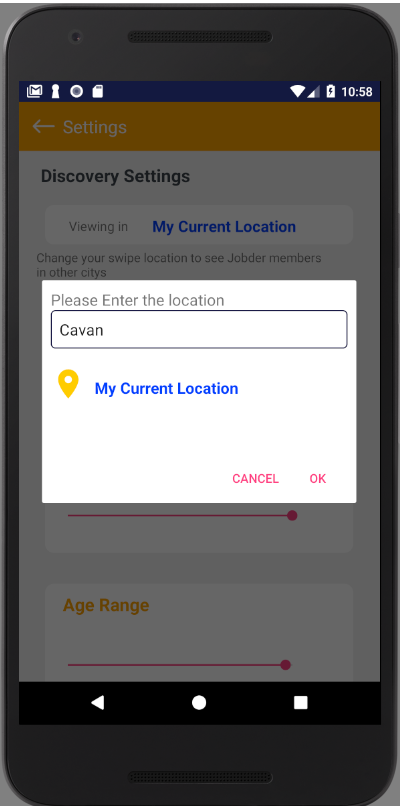 10:58
Settings
Discovery Settings
Viewing in My Current Location
Change your swipe location to see Jobder members
in other citys
Please Enter the location
Cavan
My Current Location
CANCEL OK
Age Range